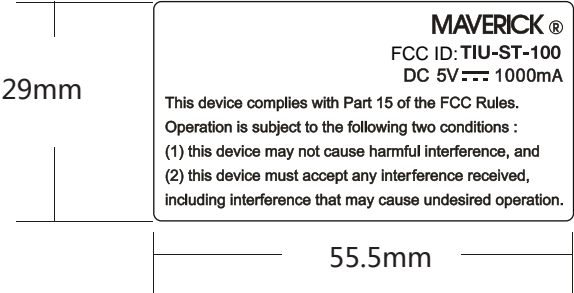 MAVERICK ®
FCC ID: TIU-ST-100
DC 5V⎓1000mA
29mm
This device complies with Part 15 of the FCC Rules.
Operation is subject to the following two conditions :
(1) this device may not cause harmful interference, and
(2) this device must accept any interference received,
including interference that may cause undesired operation.
55.5mm